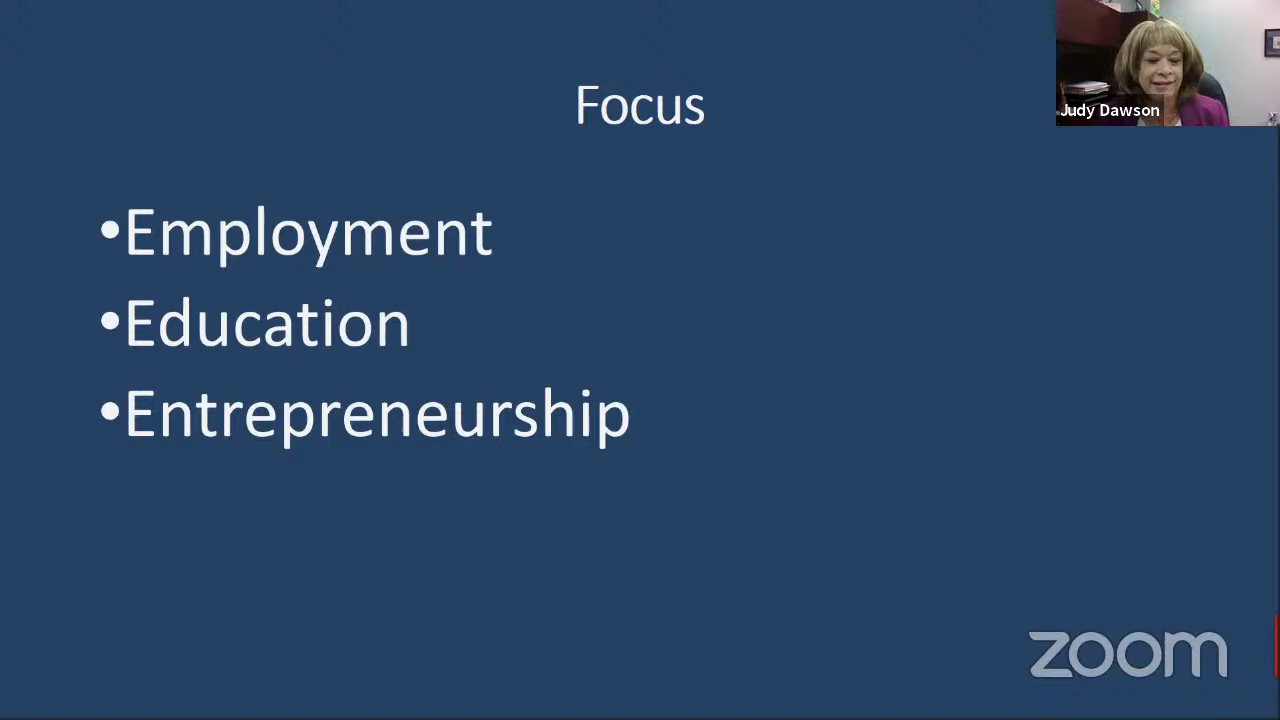 Focus
Judy Dawson
•Employment
•Education
•Entrepreneurship
zoom